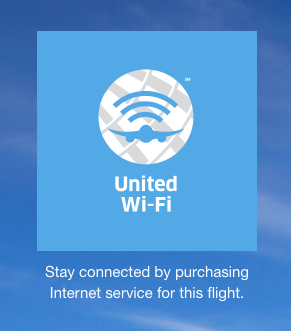 SM
United
Wi-Fi
Stay connected by purchasing
Internet service for this flight.